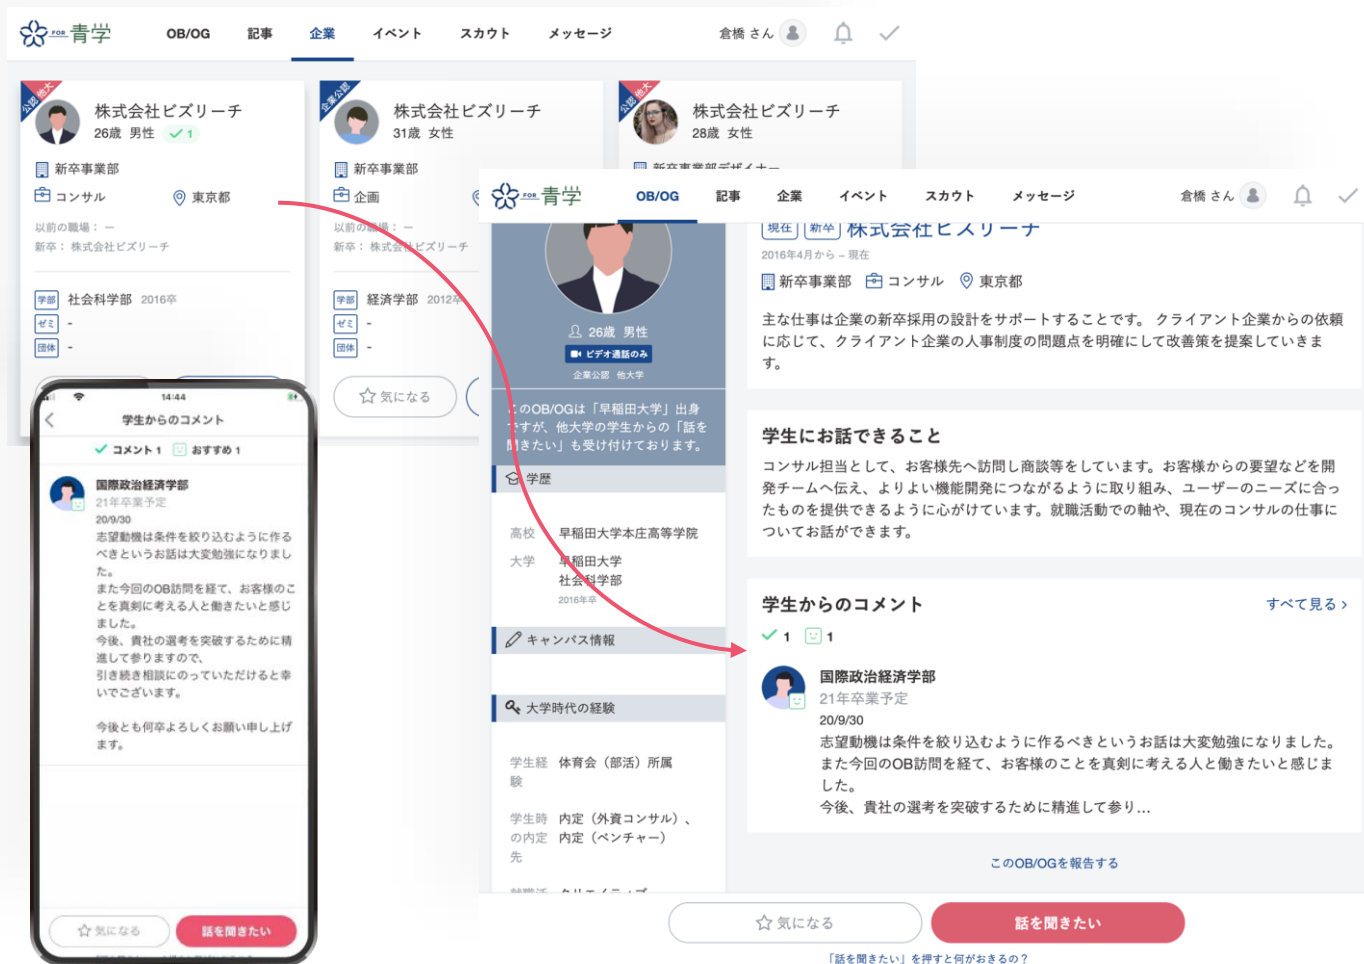 FOR 青学
OB/OG
記事
企業
イベント
スカウト
メッセージ
倉橋 さん
公認 他大
株式会社ビズリーチ
26歳 男性
1
新卒事業部
コンサル
東京都
以前の職場： ー
新卒： 株式会社ビズリーチ
学部 社会科学部 2016卒
ゼミ -
団体 -
企業公認
株式会社ビズリーチ
31歳 女性
新卒事業部
企画
以前の職場： ー
新卒： 株式会社ビズリーチ
学部 経済学部 2012卒
ゼミ -
団体 -
気になる
公認 他大
株式会社ビズリーチ
28歳 女性
新卒事業部デザイナー
14:44
学生からのコメント
コメント 1 おすすめ 1
国際政治経済学部
21年卒業予定
20/9/30
志望動機は条件を絞り込むように作る
べきというお話は大変勉強になりまし
た。
また今回のOB訪問を経て、お客様のこ
とを真剣に考える人と働きたいと感じ
ました。
今後、貴社の選考を突破するために精
進して参りますので、
引き続き相談にのっていただけると幸
いでございます。
今後とも何卒よろしくお願い申し上げ
ます。
気になる
話を聞きたい
FOR 青学
OB/OG
記事
企業
イベント
スカウト
メッセージ
倉橋 さん
26歳 男性
ビデオ通話のみ
企業公認 他大学
このOB/OGは「早稲田大学」出身
ですが、他大学の学生からの「話を
聞きたい」も受け付けております。
学歴
高校 早稲田大学本庄高等学院
大学 早稲田大学
社会科学部
2016年卒
キャンパス情報
大学時代の経験
学生経
験
体育会（部活）所属
学生時
の内定
先
内定（外資コンサル）、
内定（ベンチャー）
現在 新卒 株式会社ビズリーチ
2016年4月から – 現在
新卒事業部 コンサル 東京都
主な仕事は企業の新卒採用の設計をサポートすることです。 クライアント企業からの依頼
に応じて、クライアント企業の人事制度の問題点を明確にして改善策を提案していきま
す。
学生にお話できること
コンサル担当として、お客様先へ訪問し商談等をしています。お客様からの要望などを開
発チームへ伝え、よりよい機能開発につながるように取り組み、ユーザーのニーズに合っ
たものを提供できるように心がけています。就職活動での軸や、現在のコンサルの仕事に
ついてお話ができます。
学生からのコメント
すべて見る
1 1
国際政治経済学部
21年卒業予定
20/9/30
志望動機は条件を絞り込むように作るべきというお話は大変勉強になりました。
また今回のOB訪問を経て、お客様のことを真剣に考える人と働きたいと感じま
した。
今後、貴社の選考を突破するために精進して参り...
このOB/OGを報告する
気になる
話を聞きたい
「話を聞きたい」を押すと何がおきるの？